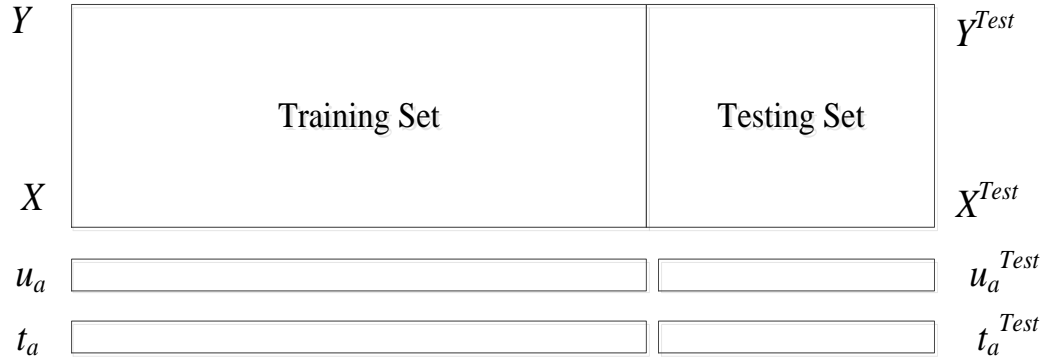 Y
Y^Test
Training Set
Testing Set
X
X^Test
u_a
u_a^Test
t_a
t_a^Test